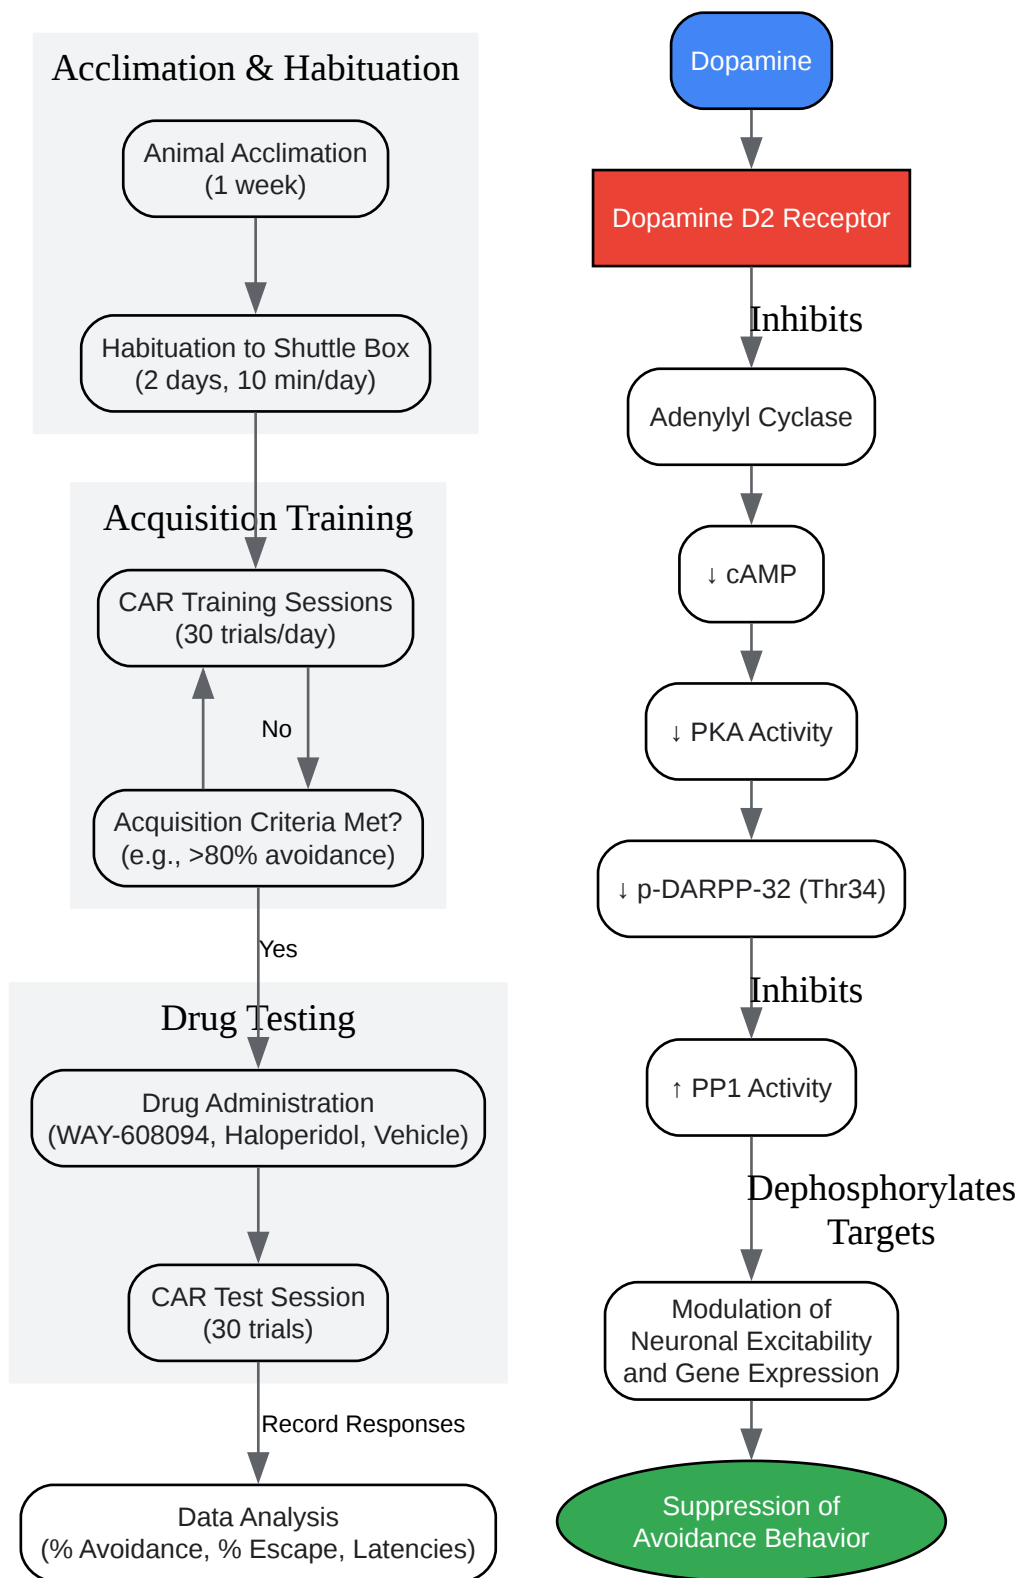 Acclimation & Habituation
Animal Acclimation
(1 week)
Habituation to Shuttle Box
(2 days, 10 min/day)
Acquisition Training
CAR Training Sessions
(30 trials/day)
No
Acquisition Criteria Met?
(e.g., >80% avoidance)
Yes
Drug Testing
Drug Administration
(WAY-608094, Haloperidol, Vehicle)
CAR Test Session
(30 trials)
Record Responses
Data Analysis
(% Avoidance, % Escape, Latencies)
Dopamine
Dopamine D2 Receptor
Inhibits
Adenylyl Cyclase
↓ cAMP
↓ PKA Activity
↓ p-DARPP-32 (Thr34)
Inhibits
↑ PP1 Activity
Dephosphorylates
Targets
Modulation of
Neuronal Excitability
and Gene Expression
Suppression of
Avoidance Behavior